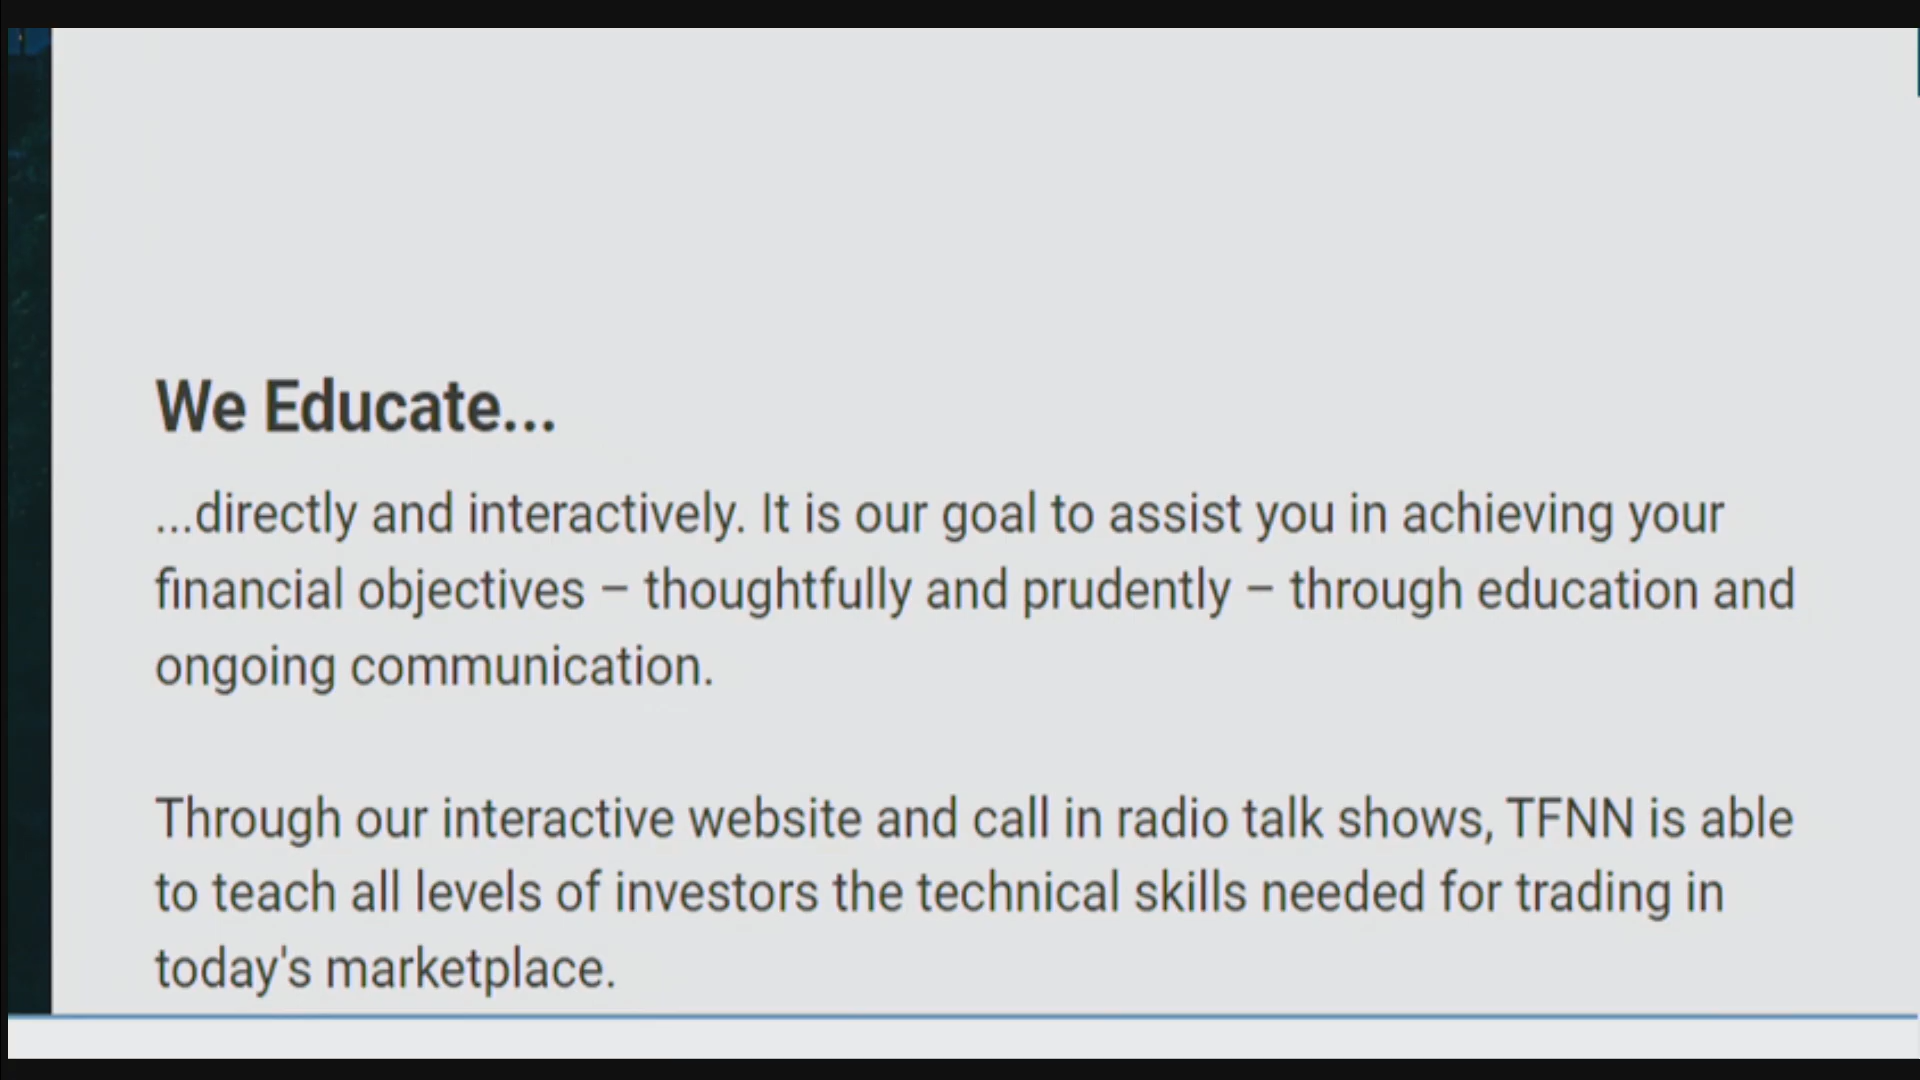 We Educate...
...directly and interactively. It is our goal to assist you in achieving your
financial objectives – thoughtfully and prudently – through education and
ongoing communication.
Through our interactive website and call in radio talk shows, TFNN is able
to teach all levels of investors the technical skills needed for trading in
today's marketplace.